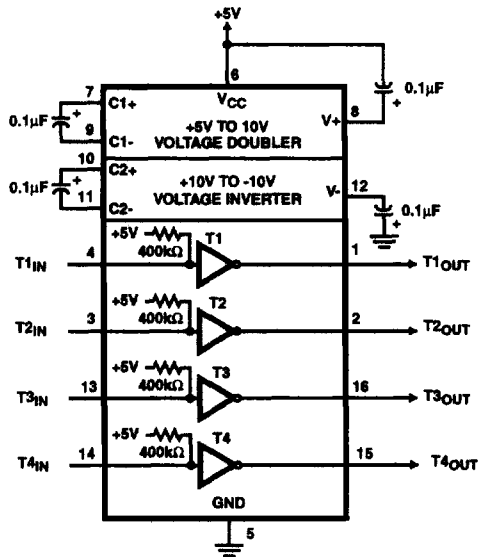 +5V
6
VCC
7
C1+
0.1µF
+
9
C1-
+5V TO 10V
VOLTAGE DOUBLER
V+
8
+
0.1µF
10
C2+
0.1µF
+
11
C2-
+10V TO -10V
VOLTAGE INVERTER
V-
12
+
0.1µF
T1IN
4
+5V
400kΩ
T1
1
T1OUT
T2IN
3
+5V
400kΩ
T2
2
T2OUT
T3IN
13
+5V
400kΩ
T3
16
T3OUT
T4IN
14
+5V
400kΩ
T4
15
T4OUT
GND
5